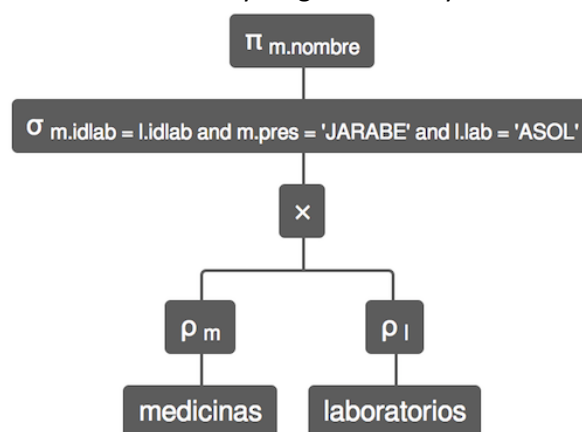 π m.nombre
σ m.idlab = l.idlab and m.pres = 'JARABE' and l.lab = 'ASOL'
×
ρ m
ρ l
medicinas
laboratorios